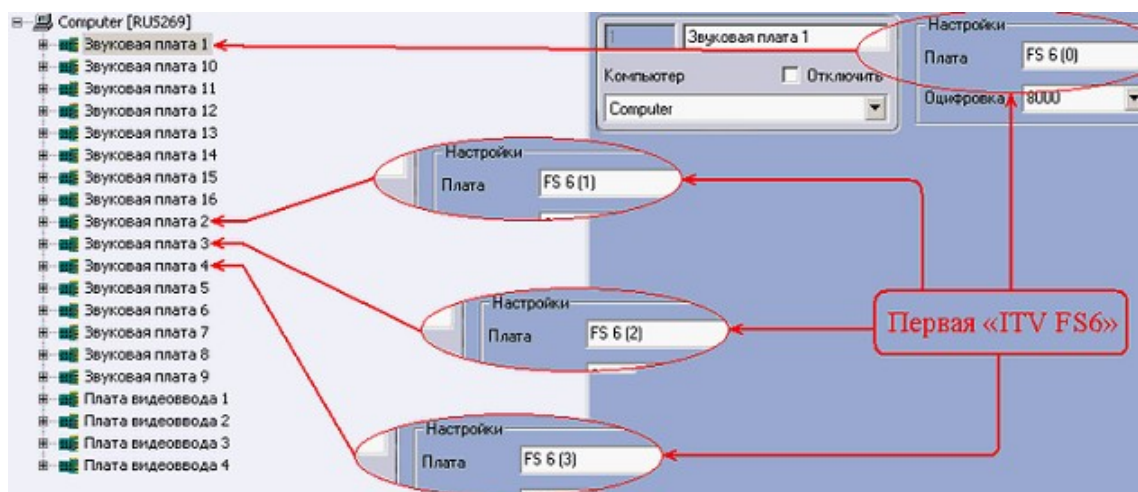 Computer [RUS269]
Звуковая плата 1
Звуковая плата 10
Звуковая плата 11
Звуковая плата 12
Звуковая плата 13
Звуковая плата 14
Звуковая плата 15
Звуковая плата 16
Звуковая плата 2
Звуковая плата 3
Звуковая плата 4
Звуковая плата 5
Звуковая плата 6
Звуковая плата 7
Звуковая плата 8
Звуковая плата 9
Плата видеоввода 1
Плата видеоввода 2
Плата видеоввода 3
Плата видеоввода 4
1 Звуковая плата 1
Компьютер Отключить
Computer
Настройки
Плата FS 6 (0)
Оцифровка 8000
Настройки
Плата FS 6 (1)
Настройки
Плата FS 6 (2)
Настройки
Плата FS 6 (3)
Первая «ITV FS6»